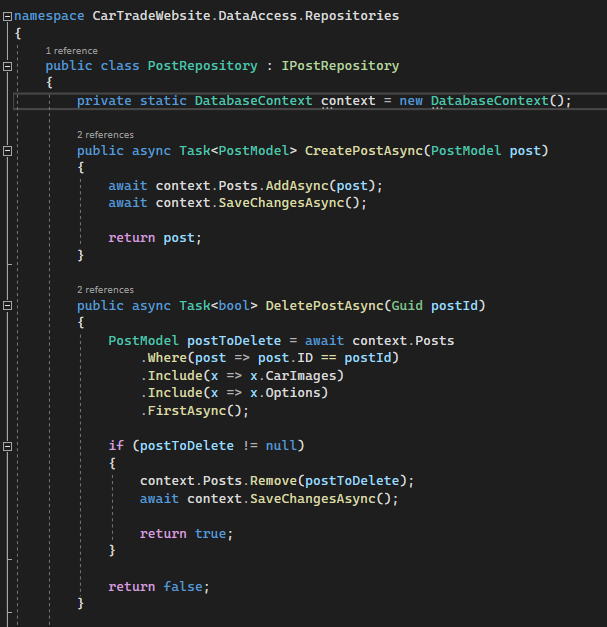 namespace CarTradeWebsite.DataAccess.Repositories
{
1 reference
public class PostRepository : IPostRepository
{
private static DatabaseContext context = new DatabaseContext();
2 references
public async Task<PostModel> CreatePostAsync(PostModel post)
{
await context.Posts.AddAsync(post);
await context.SaveChangesAsync();
return post;
}
2 references
public async Task<bool> DeletePostAsync(Guid postId)
{
PostModel postToDelete = await context.Posts
.Where(post => post.ID == postId)
.Include(x => x.CarImages)
.Include(x => x.Options)
.FirstAsync();
if (postToDelete != null)
{
context.Posts.Remove(postToDelete);
await context.SaveChangesAsync();
return true;
}
return false;
}